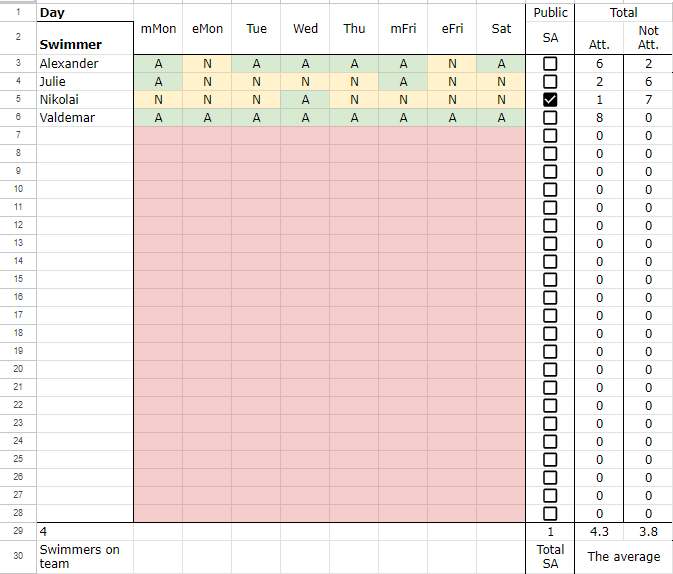 1 Day mMon eMon Tue Wed Thu mFri eFri Sat Public Total
2 Swimmer SA Att. Not Att.
3 Alexander A N A A A A N A 6 2
4 Julie A N N N N A N N 2 6
5 Nikolai N N N A N N N N 1 7
6 Valdemar A A A A A A A A 8 0
7 0 0
8 0 0
9 0 0
10 0 0
11 0 0
12 0 0
13 0 0
14 0 0
15 0 0
16 0 0
17 0 0
18 0 0
19 0 0
20 0 0
21 0 0
22 0 0
23 0 0
24 0 0
25 0 0
26 0 0
27 0 0
28 0 0
29 4 1 4.3 3.8
30 Swimmers on team Total SA The average